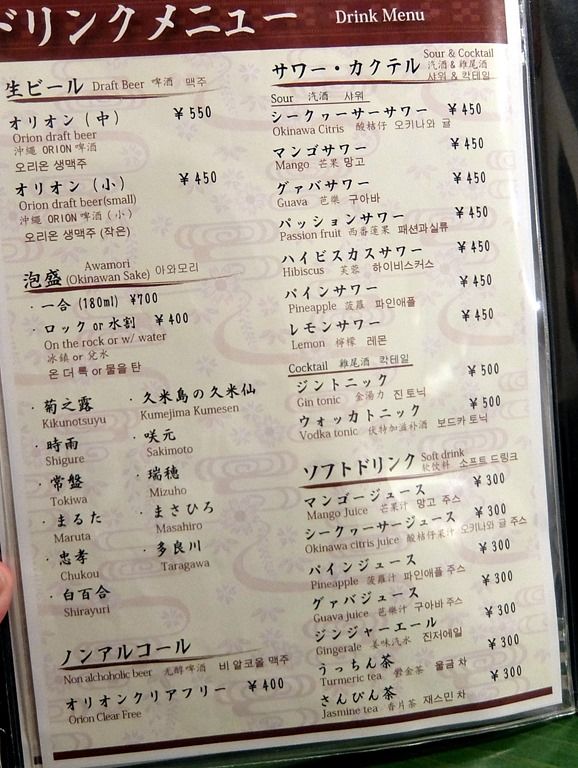 ドリンクメニュー Drink Menu
生ビール Draft Beer 啤酒 맥주
オリオン (中) ¥550
Orion draft beer
沖縄 ORION 啤酒
오리온 생맥주
オリオン (小) ¥450
Orion draft beer(small)
沖縄 ORION 啤酒 (小)
오리온 생맥주 (작은)
泡盛 Awamori (Okinawan Sake) 아와모리
・一合 (180ml) ¥700
・ロック or 水割 ¥400
On the rock or w/ water
冰鎮 or 兌水
온 더 록 or 물을 탄
・菊之露
Kikunotsuyu
・時雨
Shigure
・常盤
Tokiwa
・まるた
Maruta
・忠孝
Chukou
・白百合
Shirayuri
・久米島の久米仙
Kumejima Kumesen
・咲元
Sakimoto
・瑞穂
Mizuho
・まさひろ
Masahiro
・多良川
Taragawa
ノンアルコール
Non alchoholic beer 无醇啤酒 비 알코올 맥주
オリオンクリアフリー ¥400
Orion Clear Free
サワー・カクテル Sour & Cocktail
汽酒 & 雞尾酒
샤워 & 칵테일
Sour 汽酒 샤워
シークヮーサーサワー ¥450
Okinawa Citris 酸桔仔 오키나와 귤
マンゴサワー ¥450
Mango 芒果 망고
グァバサワー ¥450
Guava 芭樂 구아바
パッションサワー ¥450
Passion fruit 西番蓮果 패션과실류
ハイビスカスサワー ¥450
Hibiscus 芙蓉 하이비스커스
パインサワー ¥450
Pineapple 菠蘿 파인애플
レモンサワー ¥450
Lemon 檸檬 레몬
Cocktail 雞尾酒 칵테일
ジントニック ¥500
Gin tonic 金湯力 진 토닉
ウォッカトニック ¥500
Vodka tonic 伏特加滋补酒 보드카 토닉
ソフトドリンク Soft drink
软饮料 소프트 드링크
マンゴージュース ¥300
Mango Juice 芒果汁 망고 주스
シークヮーサージュース ¥300
Okinawa citris juice 酸桔仔果汁 오키나와 귤 주스
パインジュース ¥300
Pineapple 菠蘿汁 파인애플 주스
グァバジュース ¥300
Guava juice 芭樂汁 구아바 주스
ジンジャーエール ¥300
Gingerale 美味汽水 진저에일
うっちん茶 ¥300
Turmeric tea 鬱金茶 울금 차
さんぴん茶 ¥300
Jasmine tea 香片茶 재스민 차